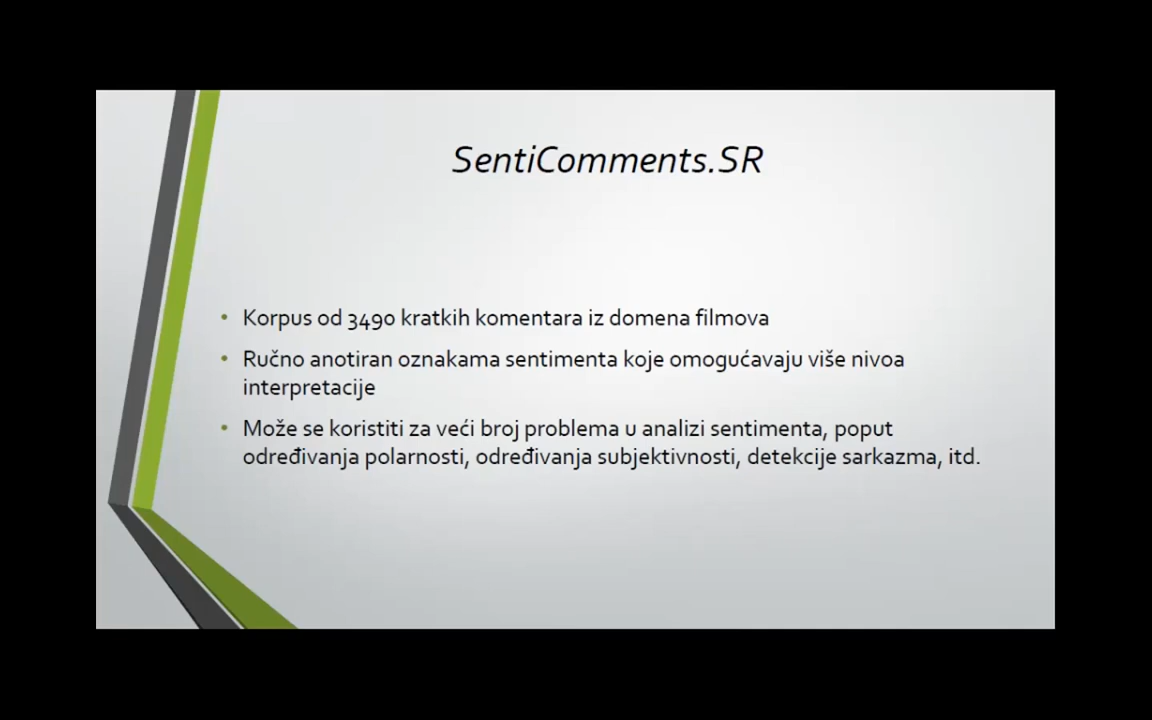 SentiComments.SR
• Korpus od 3490 kratkih komentara iz domena filmova
• Ručno anotiran oznakama sentimenta koje omogućavaju više nivoa
interpretacije
• Može se koristiti za veći broj problema u analizi sentimenta, poput
određivanja polarnosti, određivanja subjektivnosti, detekcije sarkazma, itd.